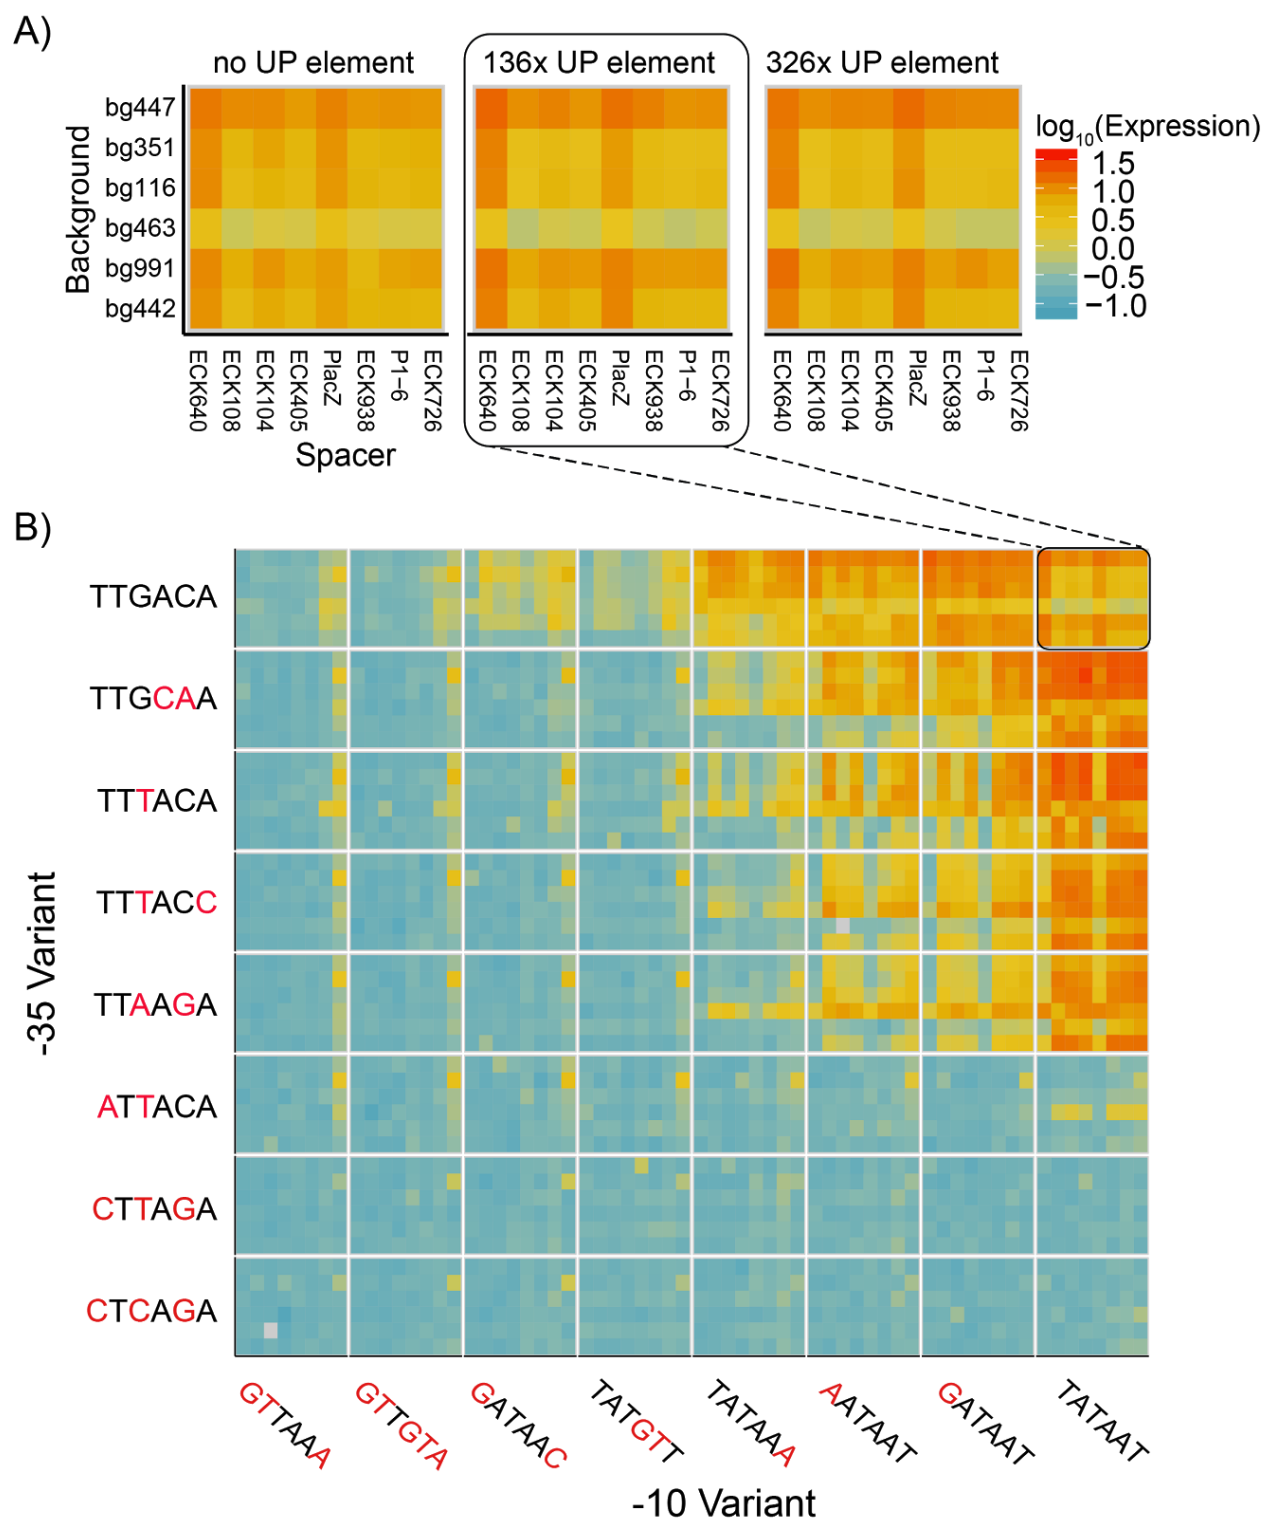 A)
no UP element
136x UP element
326x UP element
Background
bg447
bg351
bg116
bg463
bg991
bg442
log10(Expression)
1.5
1.0
0.5
0.0
−0.5
−1.0
ECK640
ECK108
ECK104
ECK405
PlacZ
ECK938
P1−6
ECK726
ECK640
ECK108
ECK104
ECK405
PlacZ
ECK938
P1−6
ECK726
ECK640
ECK108
ECK104
ECK405
PlacZ
ECK938
P1−6
ECK726
Spacer
B)
-35 Variant
TTGACA
TTGCAA
TTTACA
TTTACC
TTAAGA
ATTACA
CTTAGA
CTCAGA
GTTAAA
GTTGTA
GATAAC
TATGTT
TATAAA
AATAAT
GATAAT
TATAAT
-10 Variant